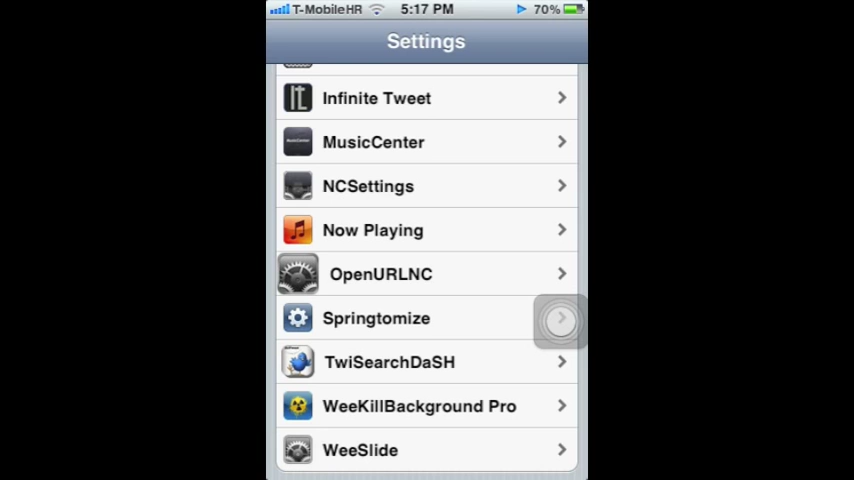 T-MobileHR 5:17 PM 70%
Settings
Infinite Tweet
MusicCenter
NCSettings
Now Playing
OpenURLNC
Springtomize
TwiSearchDaSH
WeeKillBackground Pro
WeeSlide